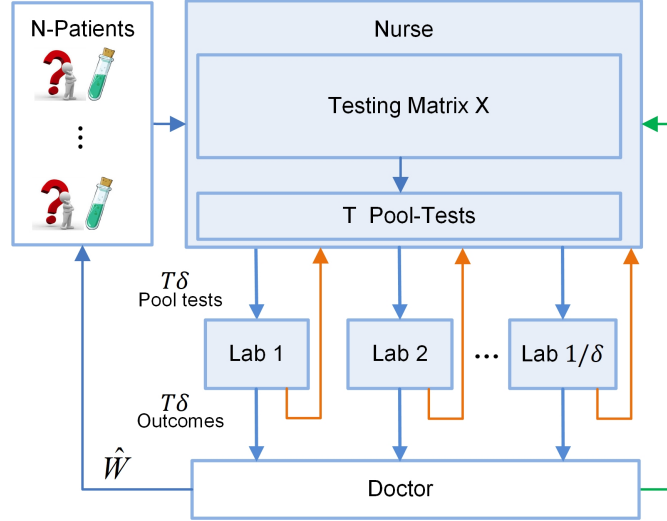 N-Patients
Nurse
Testing Matrix X
⋮
T Pool-Tests
Tδ
Pool tests
Lab 1
Lab 2
...
Lab 1/δ
Tδ
Outcomes
Ŵ
Doctor